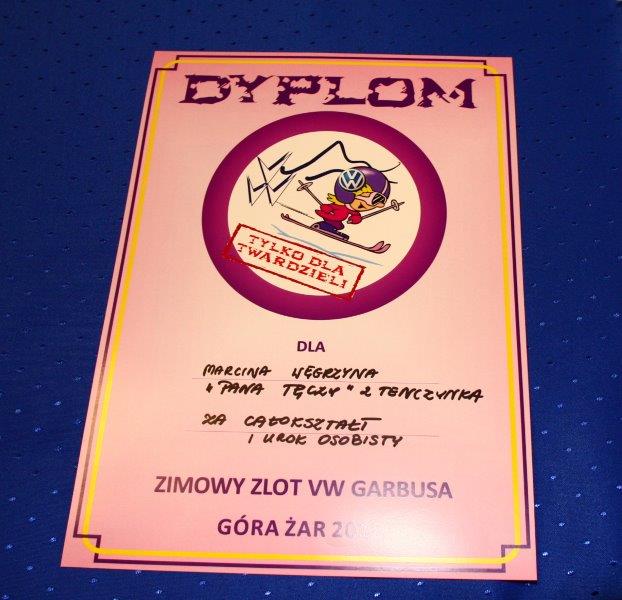 DYPLOM
TYLKO DLA
TWARDZIELI
DLA
MARCINA WĘGRZYNA
"PANA TĘCZY" Z TENCZYNKA
ZA CAŁOKSZTAŁT
I UROK OSOBISTY
ZIMOWY ZLOT VW GARBUSA
GÓRA ŻAR